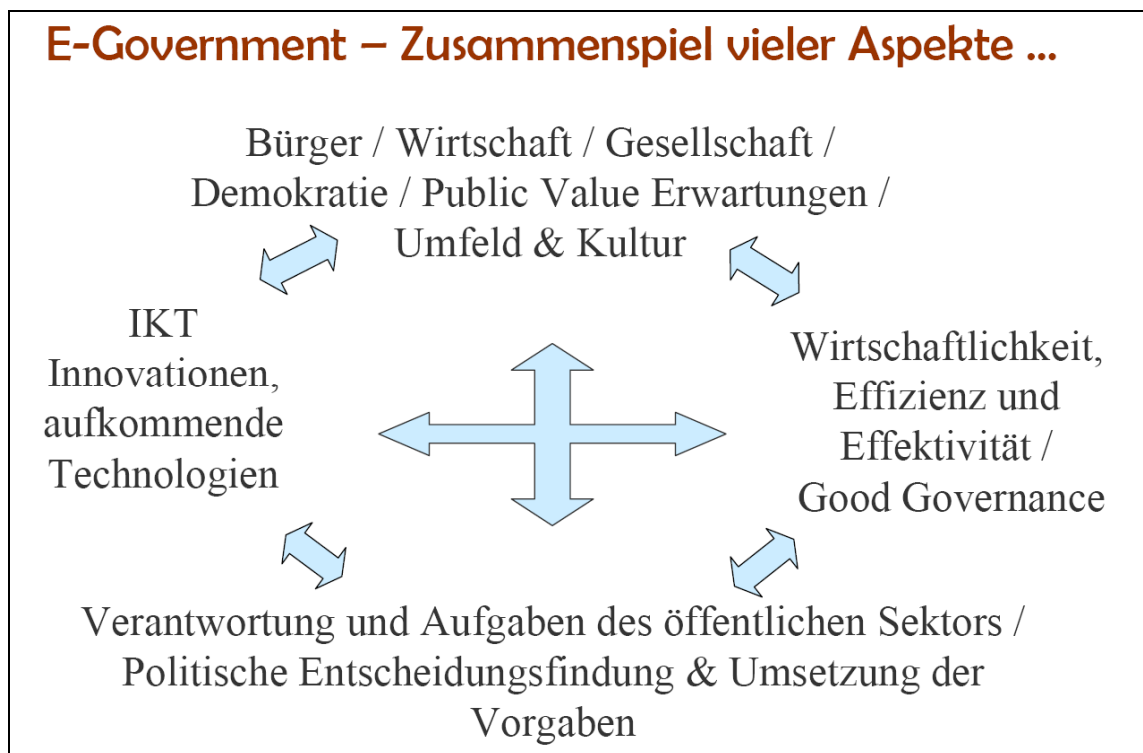 E-Government – Zusammenspiel vieler Aspekte ...
Bürger / Wirtschaft / Gesellschaft /
Demokratie / Public Value Erwartungen /
Umfeld & Kultur
IKT
Innovationen,
aufkommende
Technologien
Wirtschaftlichkeit,
Effizienz und
Effektivität /
Good Governance
Verantwortung und Aufgaben des öffentlichen Sektors /
Politische Entscheidungsfindung & Umsetzung der
Vorgaben